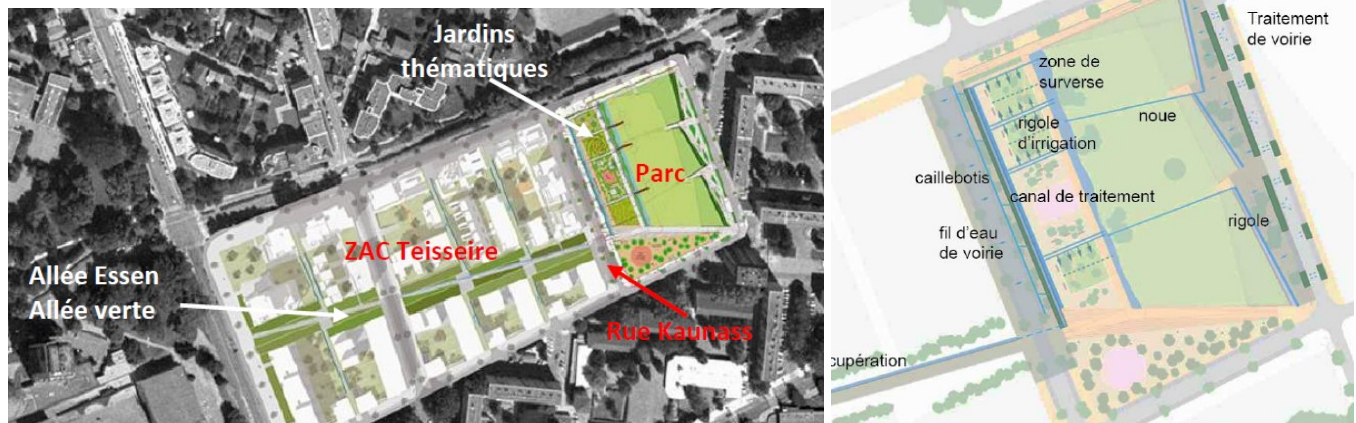 Jardins
thématiques
Parc
ZAC Teisseire
Allée Essen
Allée verte
Rue Kaunass
Traitement
de voirie
zone de
surverse
noue
rigole
d'irrigation
caillebotis
canal de traitement
rigole
fil d'eau
de voirie
cupération